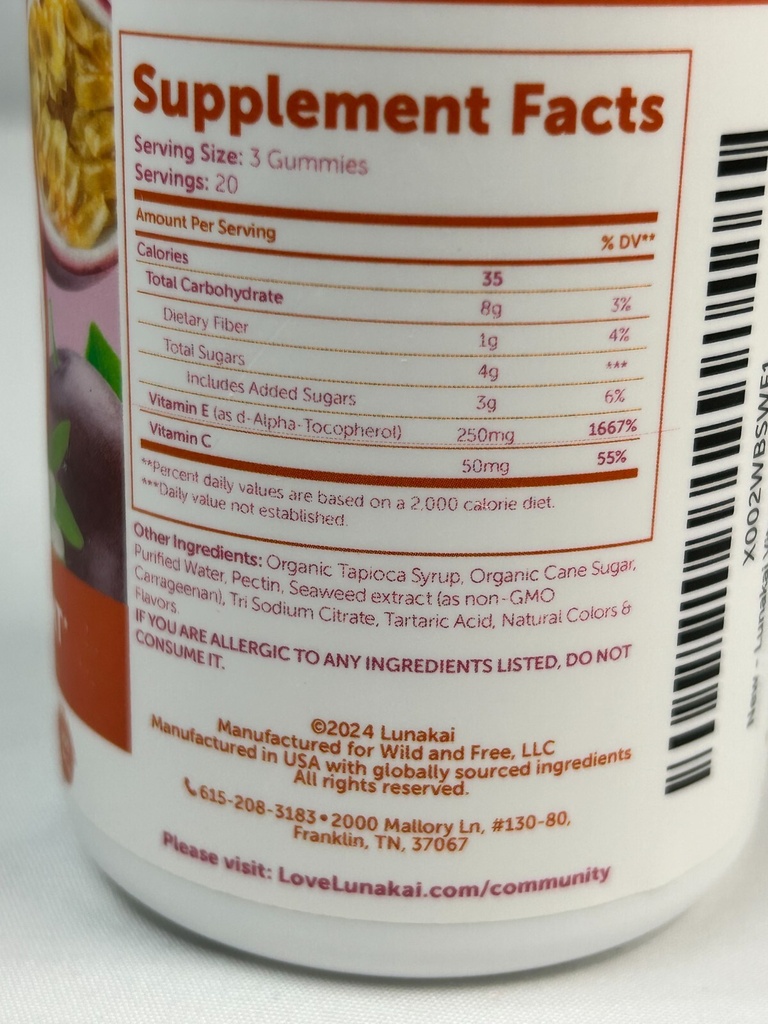 Supplement Facts
Serving Size: 3 Gummies
Servings: 20
Amount Per Serving % DV**
Calories 35
Total Carbohydrate 8g 3%
Dietary Fiber 1g 4%
Total Sugars 4g ***
Includes Added Sugars 3g 6%
Vitamin E (as d-Alpha-Tocopherol) 250mg 1667%
Vitamin C 50mg 55%
**Percent daily values are based on a 2,000 calorie diet.
***Daily value not established.
Other Ingredients: Organic Tapioca Syrup, Organic Cane Sugar,
Purified Water, Pectin, Seaweed extract (as non-GMO
Carrageenan), Tri Sodium Citrate, Tartaric Acid, Natural Colors &
Flavors.
IF YOU ARE ALLERGIC TO ANY INGREDIENTS LISTED, DO NOT
CONSUME IT.
©2024 Lunakai
Manufactured for Wild and Free, LLC
Manufactured in USA with globally sourced ingredients
All rights reserved.
615-208-3183 • 2000 Mallory Ln, #130-80,
Franklin, TN, 37067
Please visit: LoveLunakai.com/community
X002WBSWF1
New - Lunakai